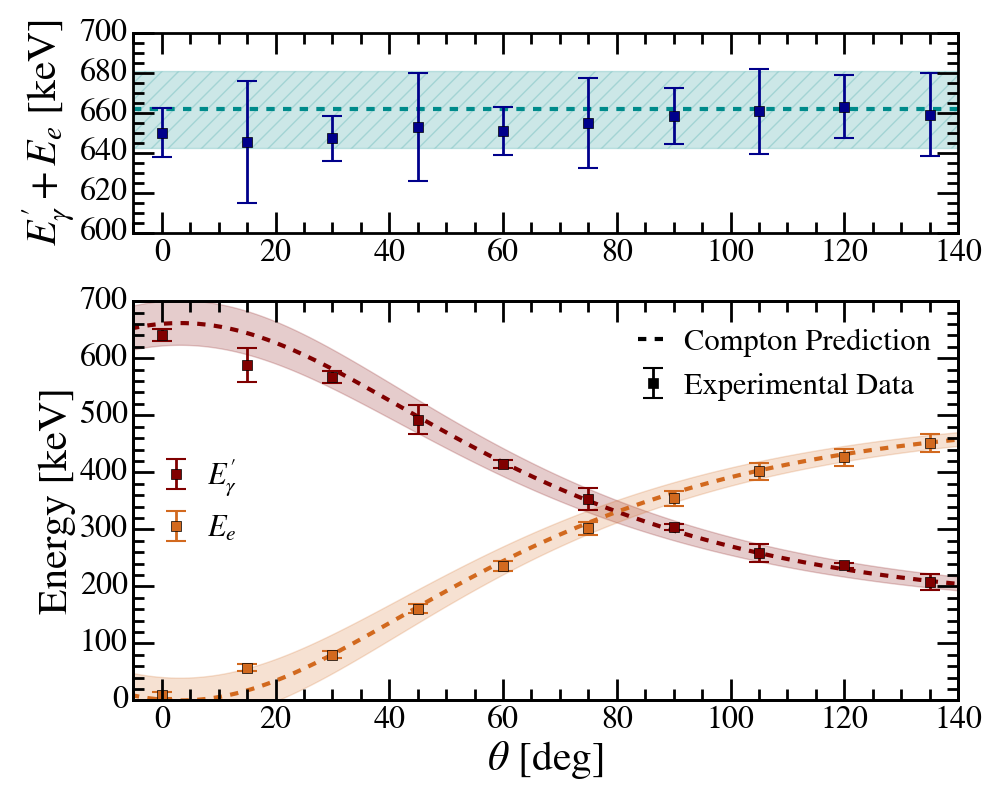 E′γ + Ee [keV]
700
680
660
640
620
600
0 20 40 60 80 100 120 140
Energy [keV]
700
600
500
400
300
200
100
0
Compton Prediction
Experimental Data
E′γ
Ee
0 20 40 60 80 100 120 140
θ [deg]